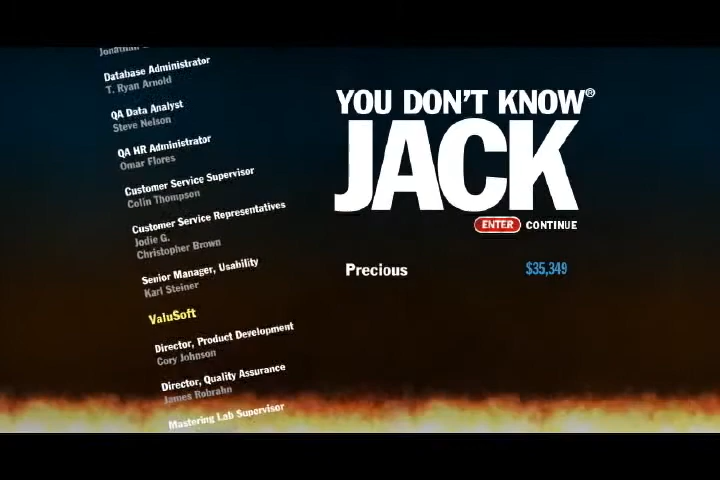 Jonathan
Database Administrator
T. Ryan Arnold
QA Data Analyst
Steve Nelson
QA HR Administrator
Omar Flores
Customer Service Supervisor
Colin Thompson
Customer Service Representatives
Jodie G.
Christopher Brown
Senior Manager, Usability
Karl Steiner
ValuSoft
Director, Product Development
Cory Johnson
Director, Quality Assurance
James Robrahn
Mastering Lab Supervisor
YOU DON'T KNOW®
JACK
ENTER CONTINUE
Precious $35,349